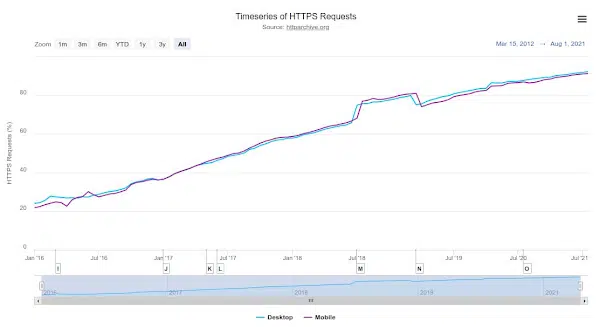 Timeseries of HTTPS Requests
Source: httparchive.org
Zoom 1m 3m 6m YTD 1y 3y All
Mar 15, 2012 → Aug 1, 2021
HTTPS Requests (%)
80
60
40
20
0
Jan '16 Jul '16 Jan '17 Jul '17 Jan '18 Jul '18 Jan '19 Jul '19 Jan '20 Jul '20 Jan '21 Jul '21
I J K L M N O
2016 2017 2018 2019 2020 2021
Desktop Mobile